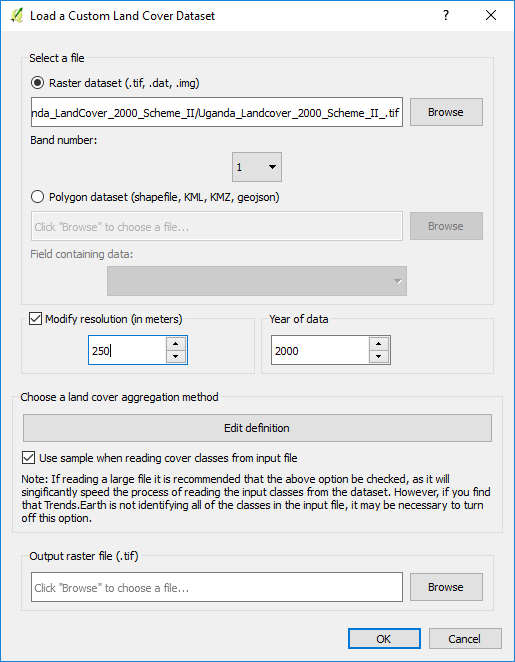 Load a Custom Land Cover Dataset
Select a file
Raster dataset (.tif, .dat, .img)
nda_LandCover_2000_Scheme_II/Uganda_Landcover_2000_Scheme_II_.tif
Browse
Band number:
1
Polygon dataset (shapefile, KML, KMZ, geojson)
Click "Browse" to choose a file...
Browse
Field containing data:
Modify resolution (in meters)
Year of data
250
2000
Choose a land cover aggregation method
Edit definition
Use sample when reading cover classes from input file
Note: If reading a large file it is recommended that the above option be checked, as it will
singificantly speed the process of reading the input classes from the dataset. However, if you find
that Trends.Earth is not identifying all of the classes in the input file, it may be necessary to turn
off this option.
Output raster file (.tif)
Click "Browse" to choose a file...
Browse
OK
Cancel